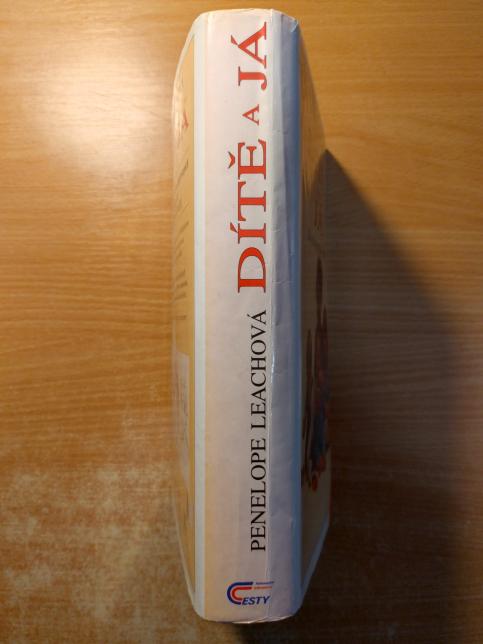 PENELOPE LEACHOVÁ DÍTĚ A JÁ
CESTY